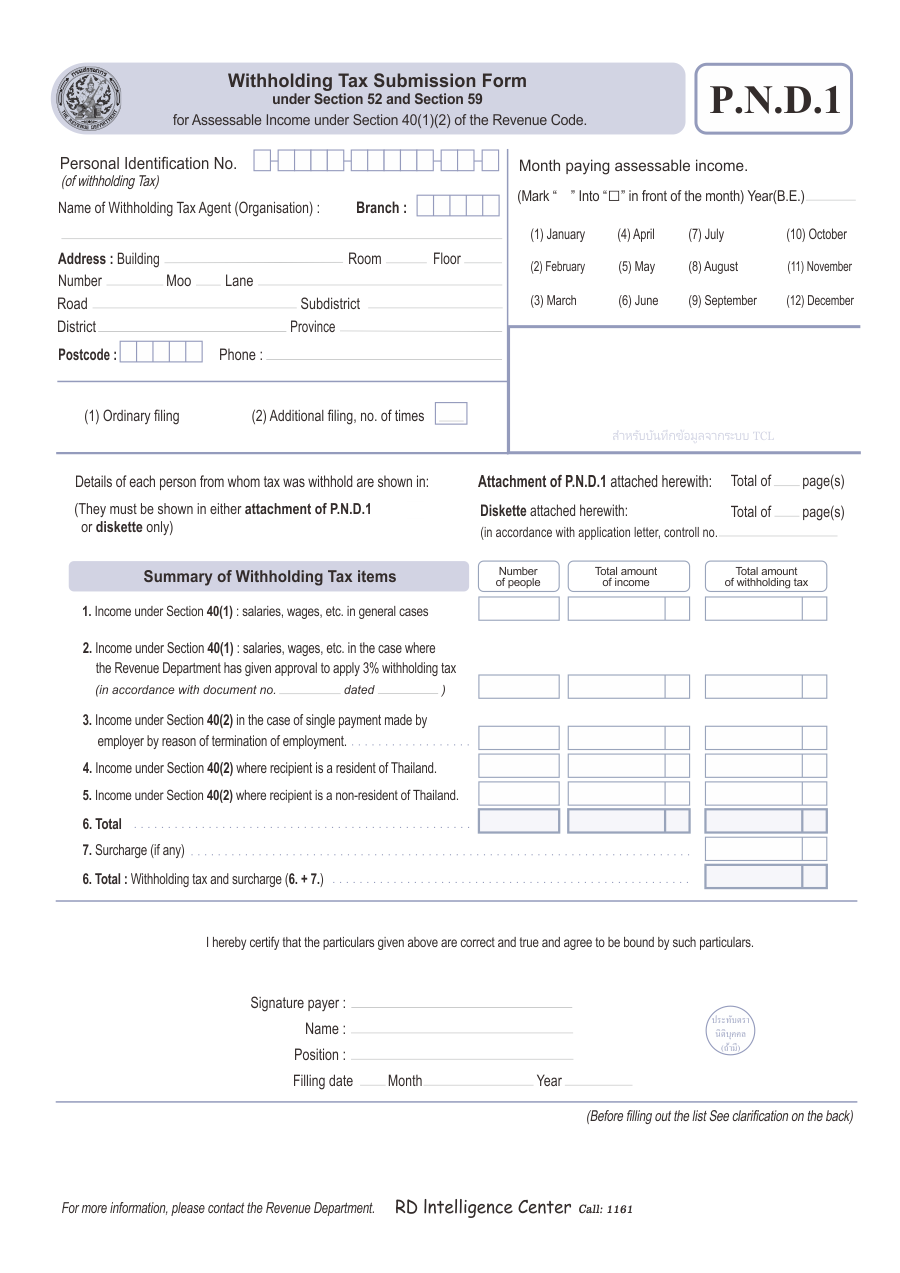 Withholding Tax Submission Form
under Section 52 and Section 59
for Assessable Income under Section 40(1)(2) of the Revenue Code.
P.N.D.1
Personal Identification No.
(of withholding Tax)
Name of Withholding Tax Agent (Organisation) : Branch :
Address : Building Room Floor
Number Moo Lane
Road Subdistrict
District Province
Postcode : Phone :
(1) Ordinary filing (2) Additional filing, no. of times
Month paying assessable income.
(Mark “ ” Into “☐” in front of the month) Year(B.E.)
(1) January (4) April (7) July (10) October
(2) February (5) May (8) August (11) November
(3) March (6) June (9) September (12) December
สำหรับบันทึกข้อมูลจากระบบ TCL
Details of each person from whom tax was withhold are shown in:
(They must be shown in either attachment of P.N.D.1
or diskette only)
Attachment of P.N.D.1 attached herewith: Total of page(s)
Diskette attached herewith: Total of page(s)
(in accordance with application letter, controll no.
Summary of Withholding Tax items
Number
of people
Total amount
of income
Total amount
of withholding tax
1. Income under Section 40(1) : salaries, wages, etc. in general cases
2. Income under Section 40(1) : salaries, wages, etc. in the case where
the Revenue Department has given approval to apply 3% withholding tax
(in accordance with document no. dated )
3. Income under Section 40(2) in the case of single payment made by
employer by reason of termination of employment.
4. Income under Section 40(2) where recipient is a resident of Thailand.
5. Income under Section 40(2) where recipient is a non-resident of Thailand.
6. Total
7. Surcharge (if any)
6. Total : Withholding tax and surcharge (6. + 7.)
I hereby certify that the particulars given above are correct and true and agree to be bound by such particulars.
Signature payer :
Name :
Position :
Filling date Month Year
ประทับตรา
นิติบุคคล
(ถ้ามี)
(Before filling out the list See clarification on the back)
For more information, please contact the Revenue Department. RD lntelligence Center Call: 1161